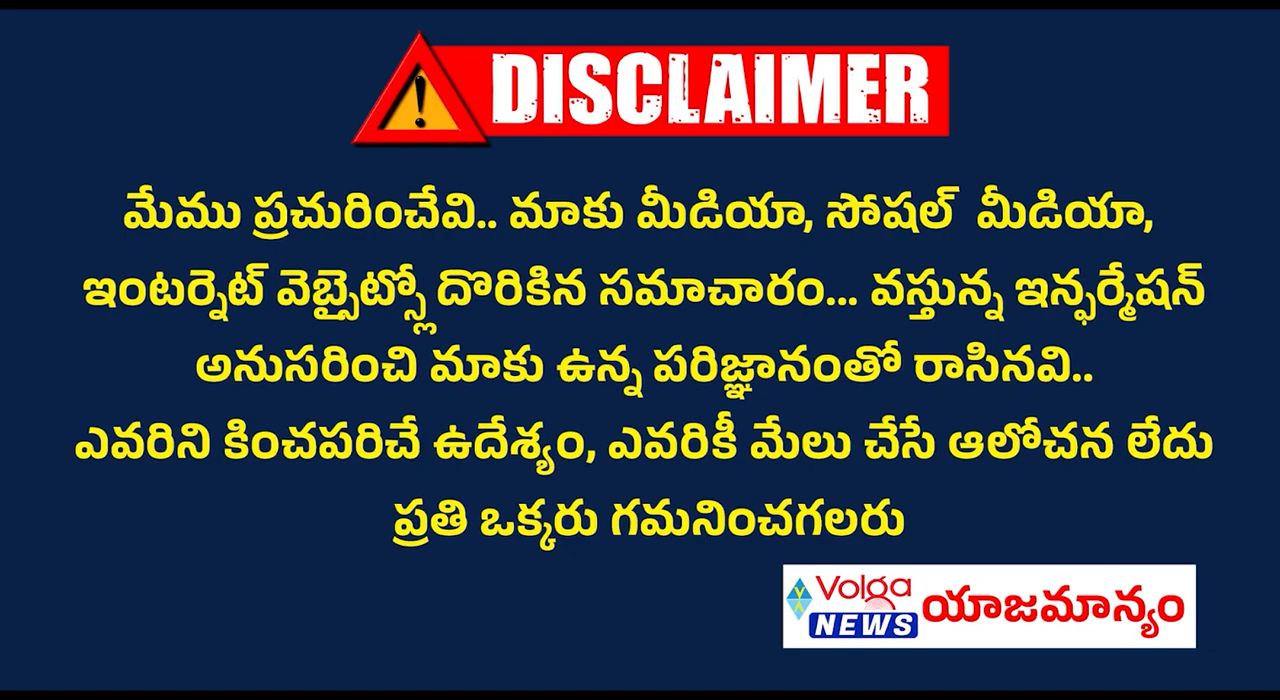 DISCLAIMER
మేము ప్రచురించేవి.. మాకు మీడియా, సోషల్ మీడియా,
ఇంటర్నెట్ వెబ్సైట్స్లో దొరికిన సమాచారం... వస్తున్న ఇన్ఫర్మేషన్
అనుసరించి మాకు ఉన్న పరిజ్ఞానంతో రాసినవి..
ఎవరిని కించపరిచే ఉదేశ్యం, ఎవరికీ మేలు చేసే ఆలోచన లేదు
ప్రతి ఒక్కరు గమనించగలరు
Volga
NEWS యాజమాన్యం